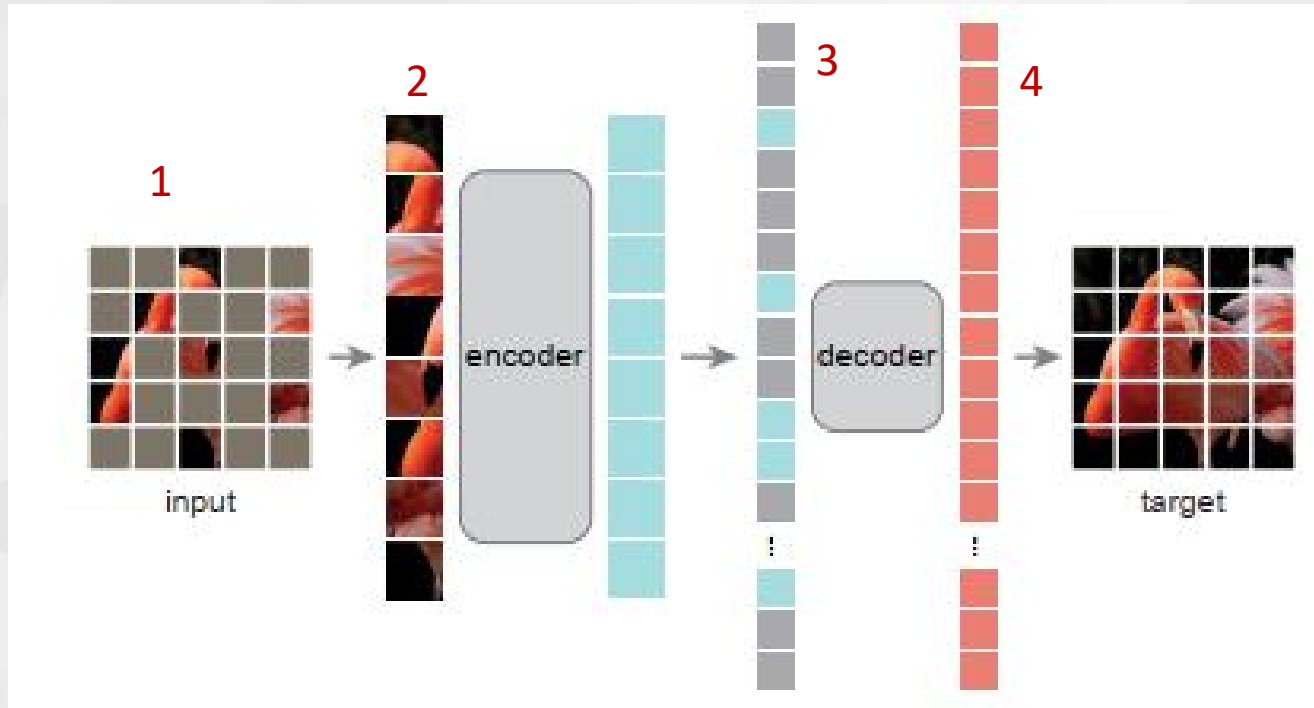 1
2
3
4
encoder
decoder
input
target